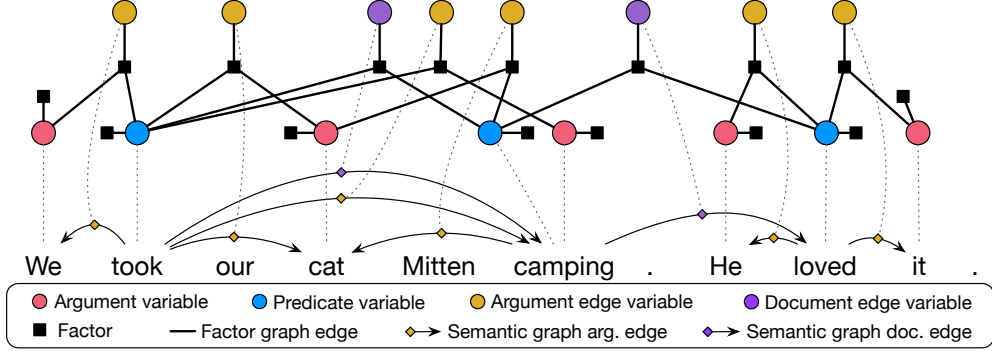 We took our cat Mitten camping . He loved it .
Argument variable Predicate variable Argument edge variable Document edge variable
Factor Factor graph edge Semantic graph arg. edge Semantic graph doc. edge